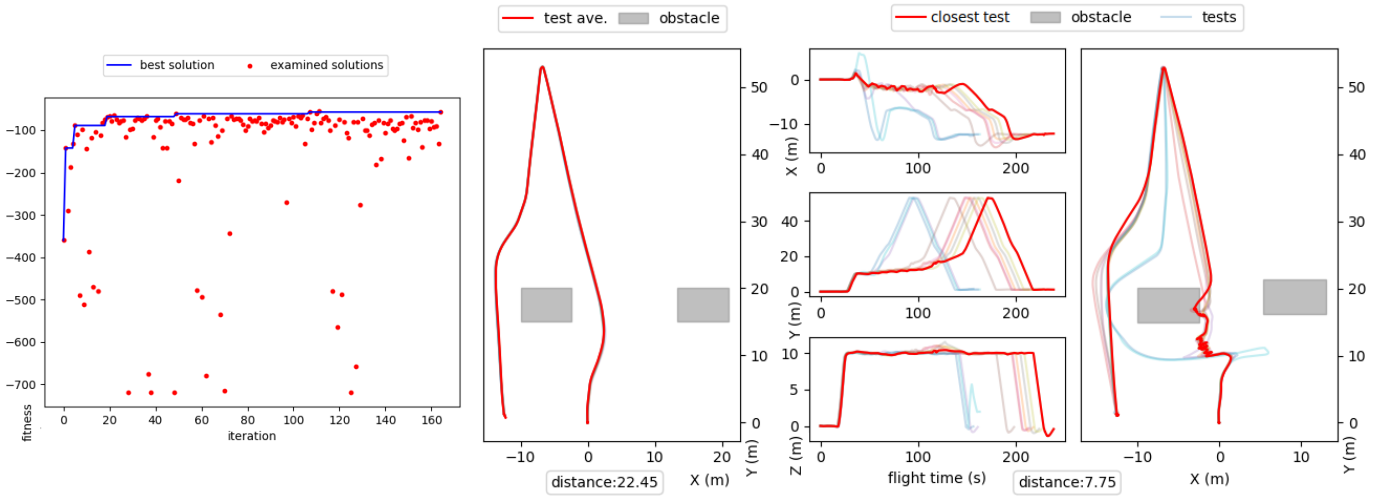 best solution examined solutions
−100
−200
−300
−400
−500
−600
−700
0 20 40 60 80 100 120 140 160
fitness
iteration
test ave. obstacle
50
40
30
20
10
0
−10 0 10 20
X (m)
Y (m)
distance:22.45
closest test obstacle tests
0
−10
X (m)
0 100 200
40
20
0
Y (m)
0 100 200
10
5
0
Z (m)
0 100 200
flight time (s)
50
40
30
20
10
0
−10 0 10
X (m)
Y (m)
distance:7.75